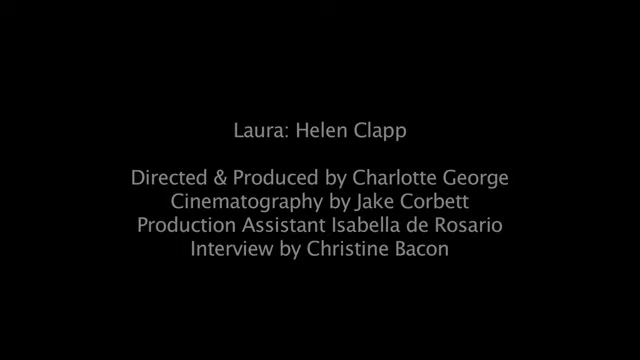 Laura: Helen Clapp
Directed & Produced by Charlotte George
Cinematography by Jake Corbett
Production Assistant Isabella de Rosario
Interview by Christine Bacon